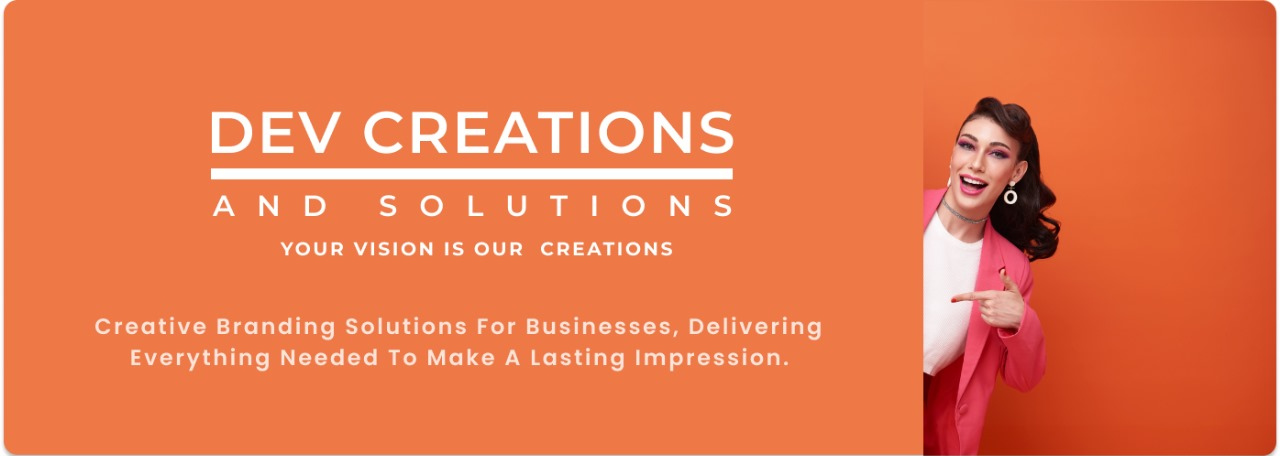 DEV CREATIONS
AND SOLUTIONS
YOUR VISION IS OUR CREATIONS
Creative Branding Solutions For Businesses, Delivering
Everything Needed To Make A Lasting Impression.